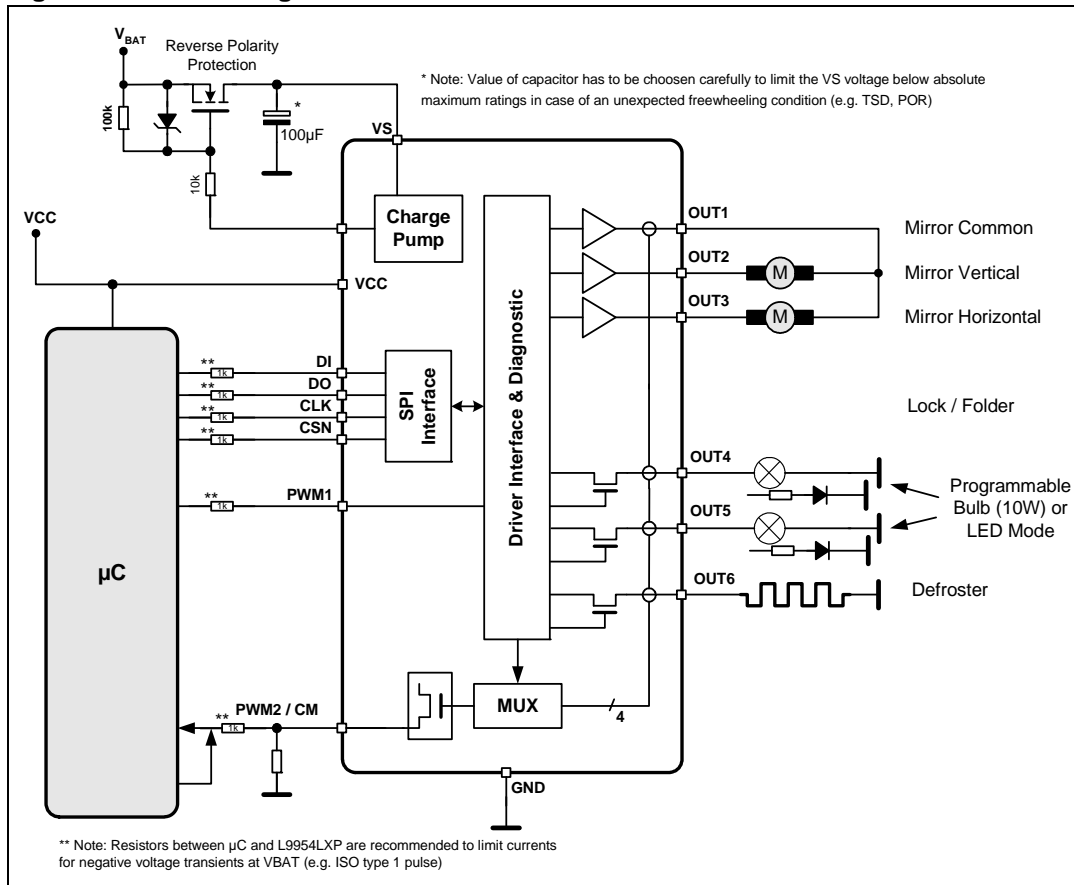 VBAT
Reverse Polarity
Protection
* Note: Value of capacitor has to be choosen carefully to limit the VS voltage below absolute
maximum ratings in case of an unexpected freewheeling condition (e.g. TSD, POR)
100k
*
100µF
VS
10k
VCC
Charge
Pump
VCC
OUT1
Mirror Common
OUT2
M
Mirror Vertical
OUT3
M
Mirror Horizontal
Driver Interface & Diagnostic
µC
** 1k DI
** 1k DO
** 1k CLK
** 1k CSN
SPI
Interface
Lock / Folder
** 1k PWM1
OUT4
OUT5
Programmable
Bulb (10W) or
LED Mode
OUT6
Defroster
MUX
4
** 1k PWM2 / CM
GND
** Note: Resistors between µC and L9954LXP are recommended to limit currents
for negative voltage transients at VBAT (e.g. ISO type 1 pulse)